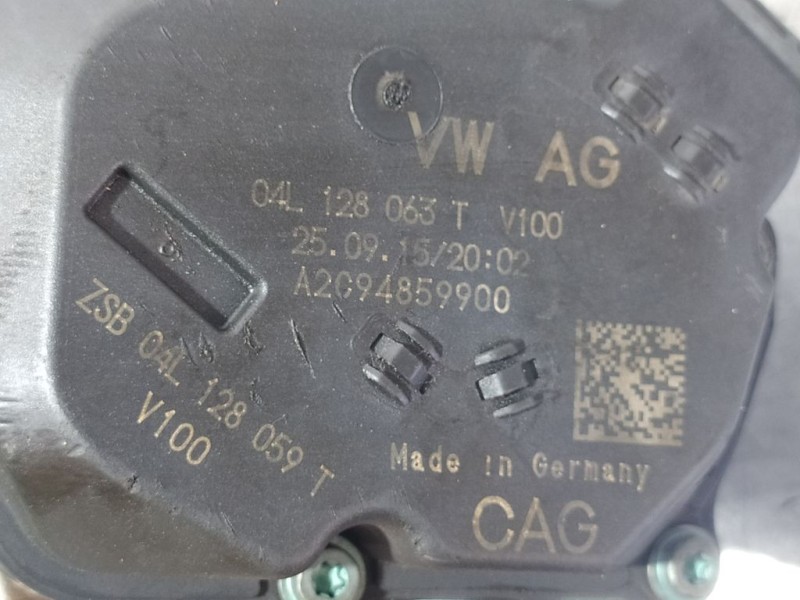 VW AG
04L 128 063 T V100
25.09.15/20:02
A2C94859900
ZSB 04L 128 059 T
V100
Made in Germany
CAG